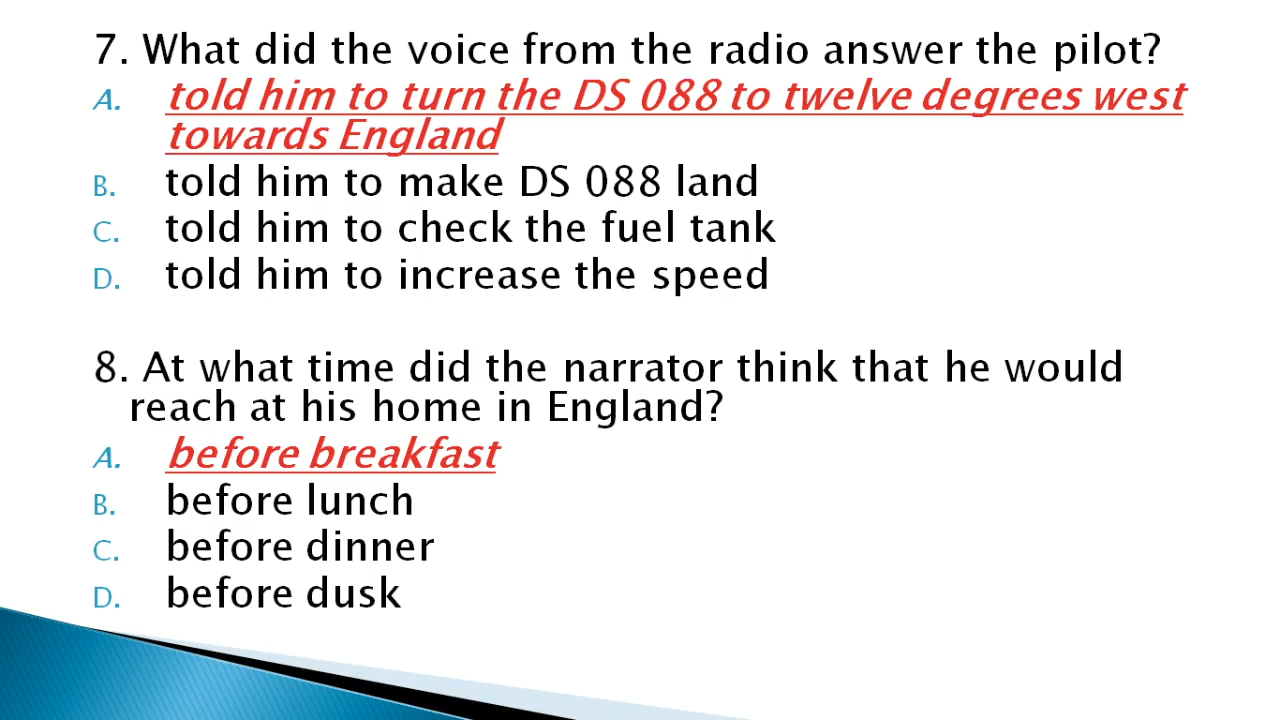 7. What did the voice from the radio answer the pilot?
A. told him to turn the DS 088 to twelve degrees west
towards England
B. told him to make DS 088 land
C. told him to check the fuel tank
D. told him to increase the speed
8. At what time did the narrator think that he would
reach at his home in England?
A. before breakfast
B. before lunch
C. before dinner
D. before dusk